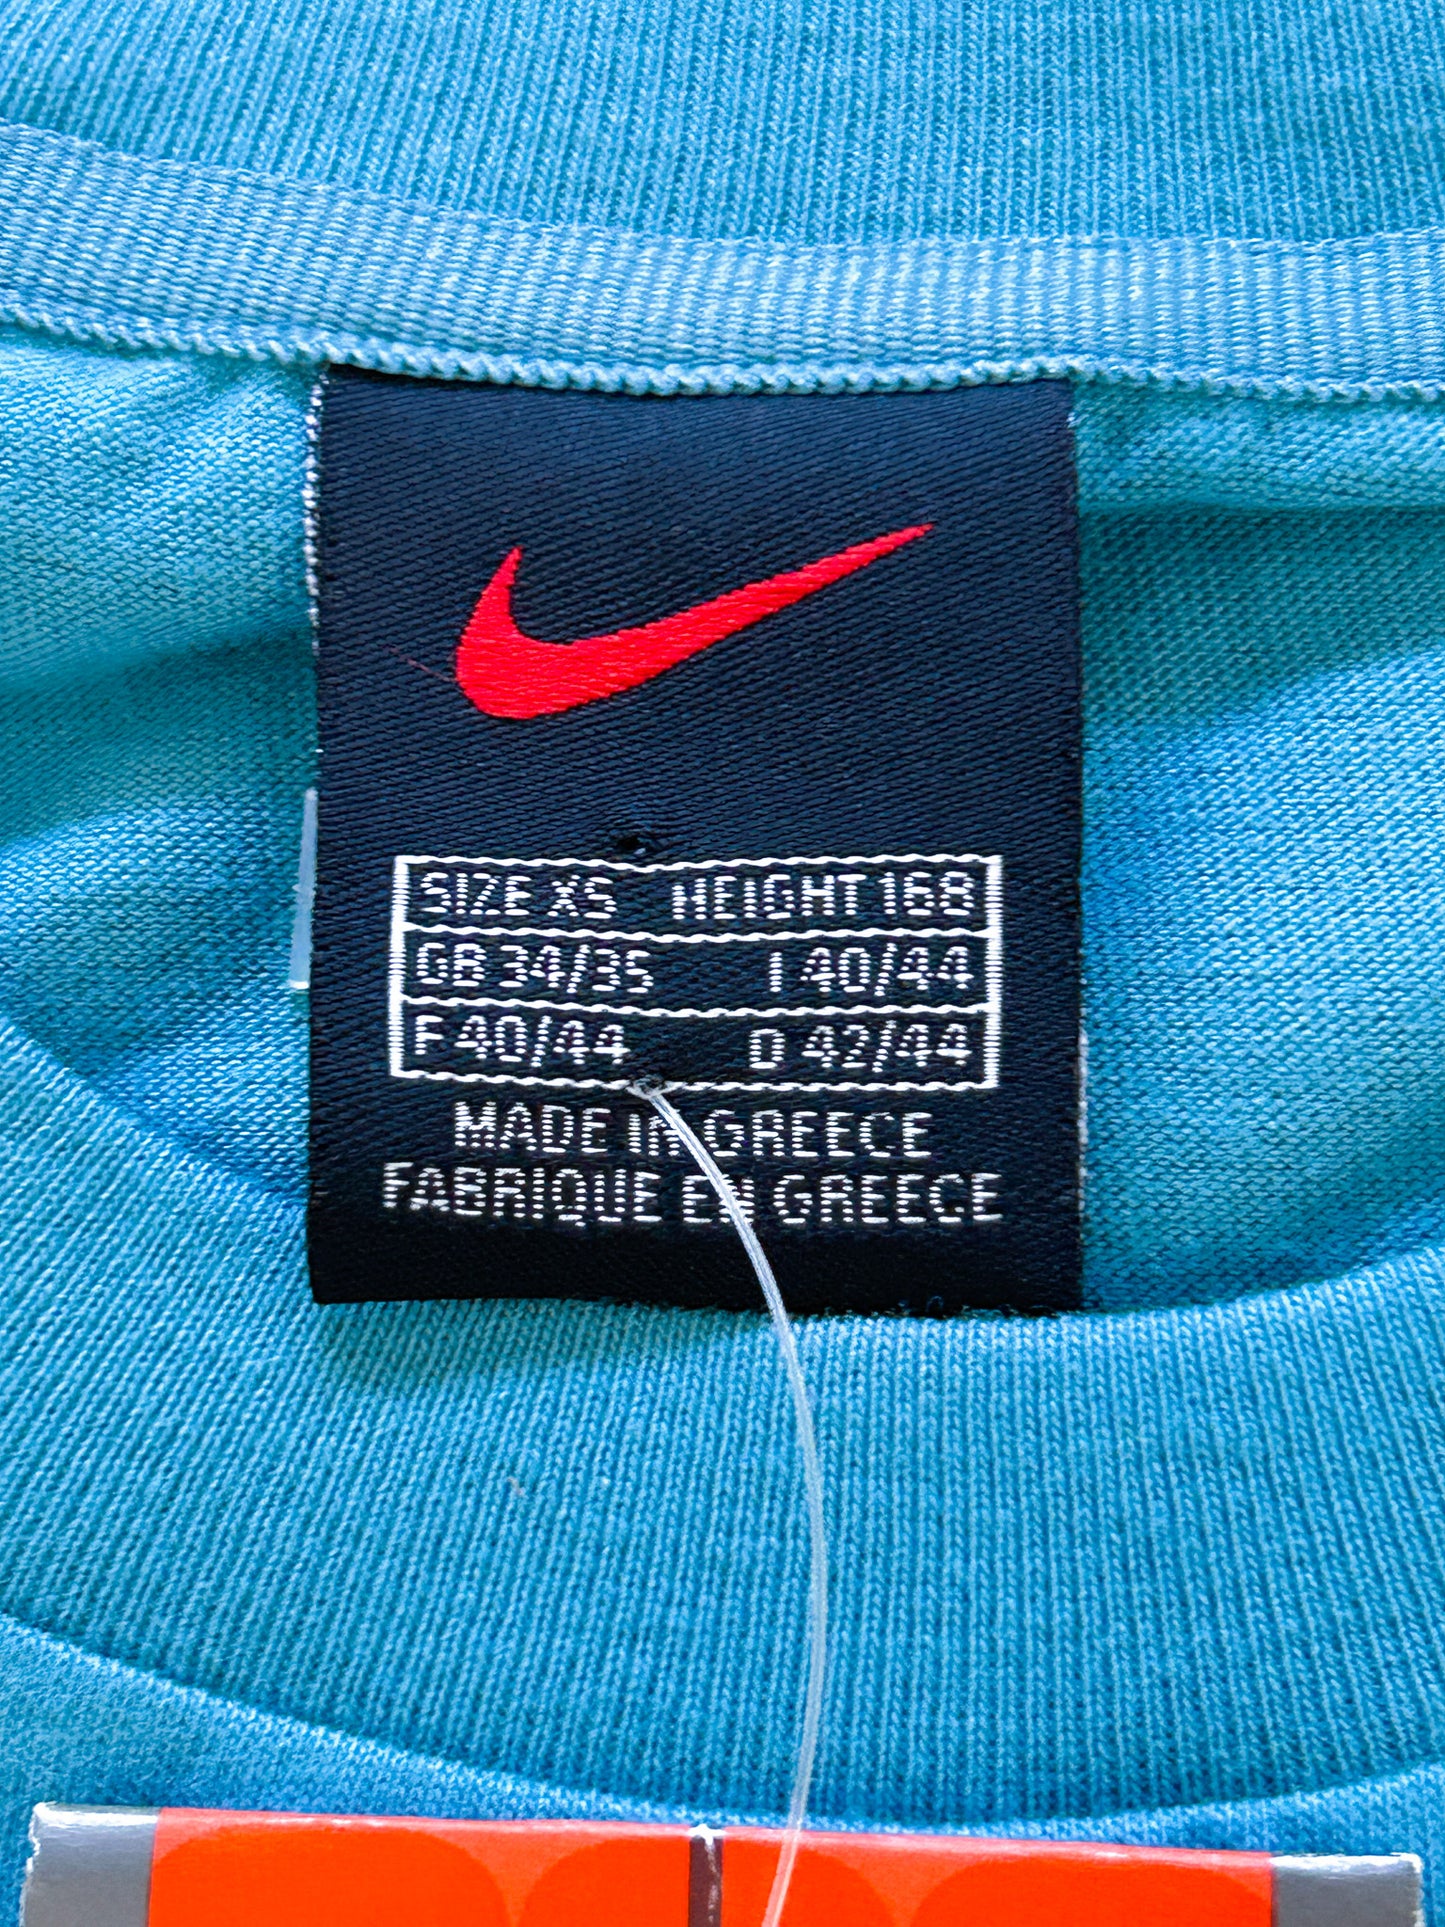 SIZE XS HEIGHT 168
GB 34/35 I 40/44
F 40/44 D 42/44
MADE IN GREECE
FABRIQUE EN GREECE